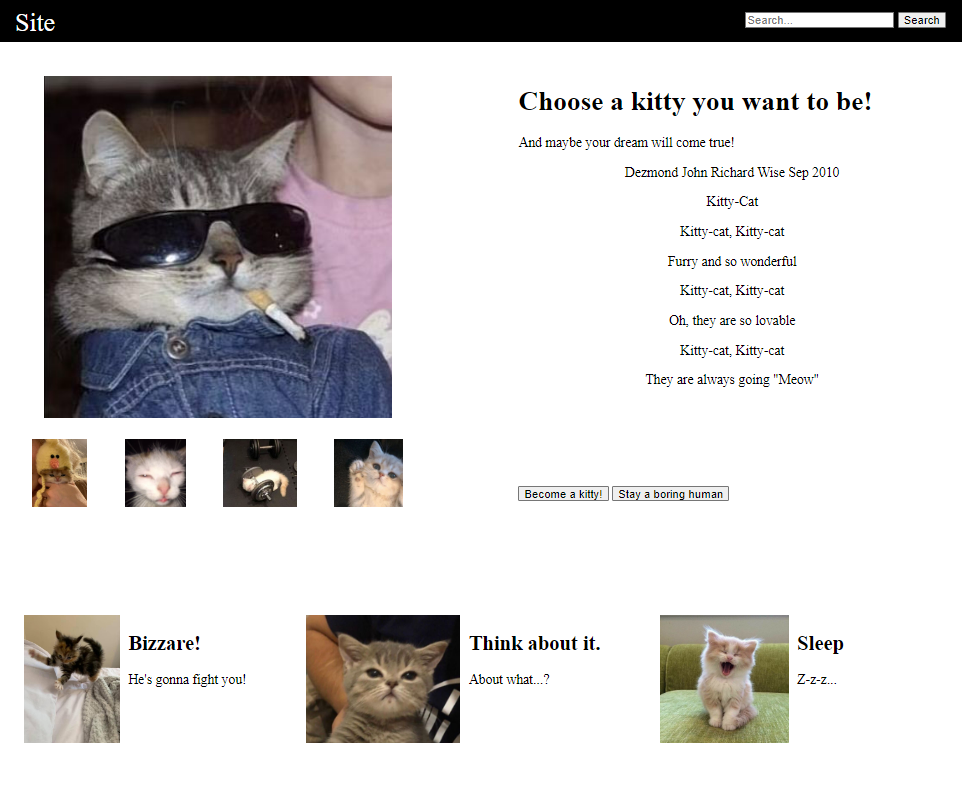 Site
Search...
Search
Choose a kitty you want to be!
And maybe your dream will come true!
Dezmond John Richard Wise Sep 2010
Kitty-Cat
Kitty-cat, Kitty-cat
Furry and so wonderful
Kitty-cat, Kitty-cat
Oh, they are so lovable
Kitty-cat, Kitty-cat
They are always going "Meow"
Become a kitty!
Stay a boring human
Bizzare!
He's gonna fight you!
Think about it.
About what...?
Sleep
Z-z-z...